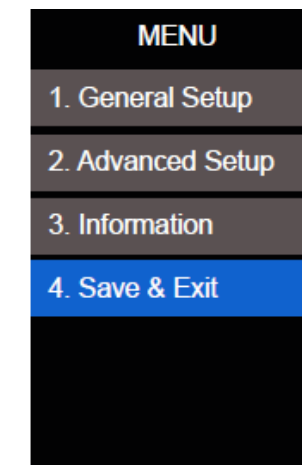 MENU
1. General Setup
2. Advanced Setup
3. Information
4. Save & Exit